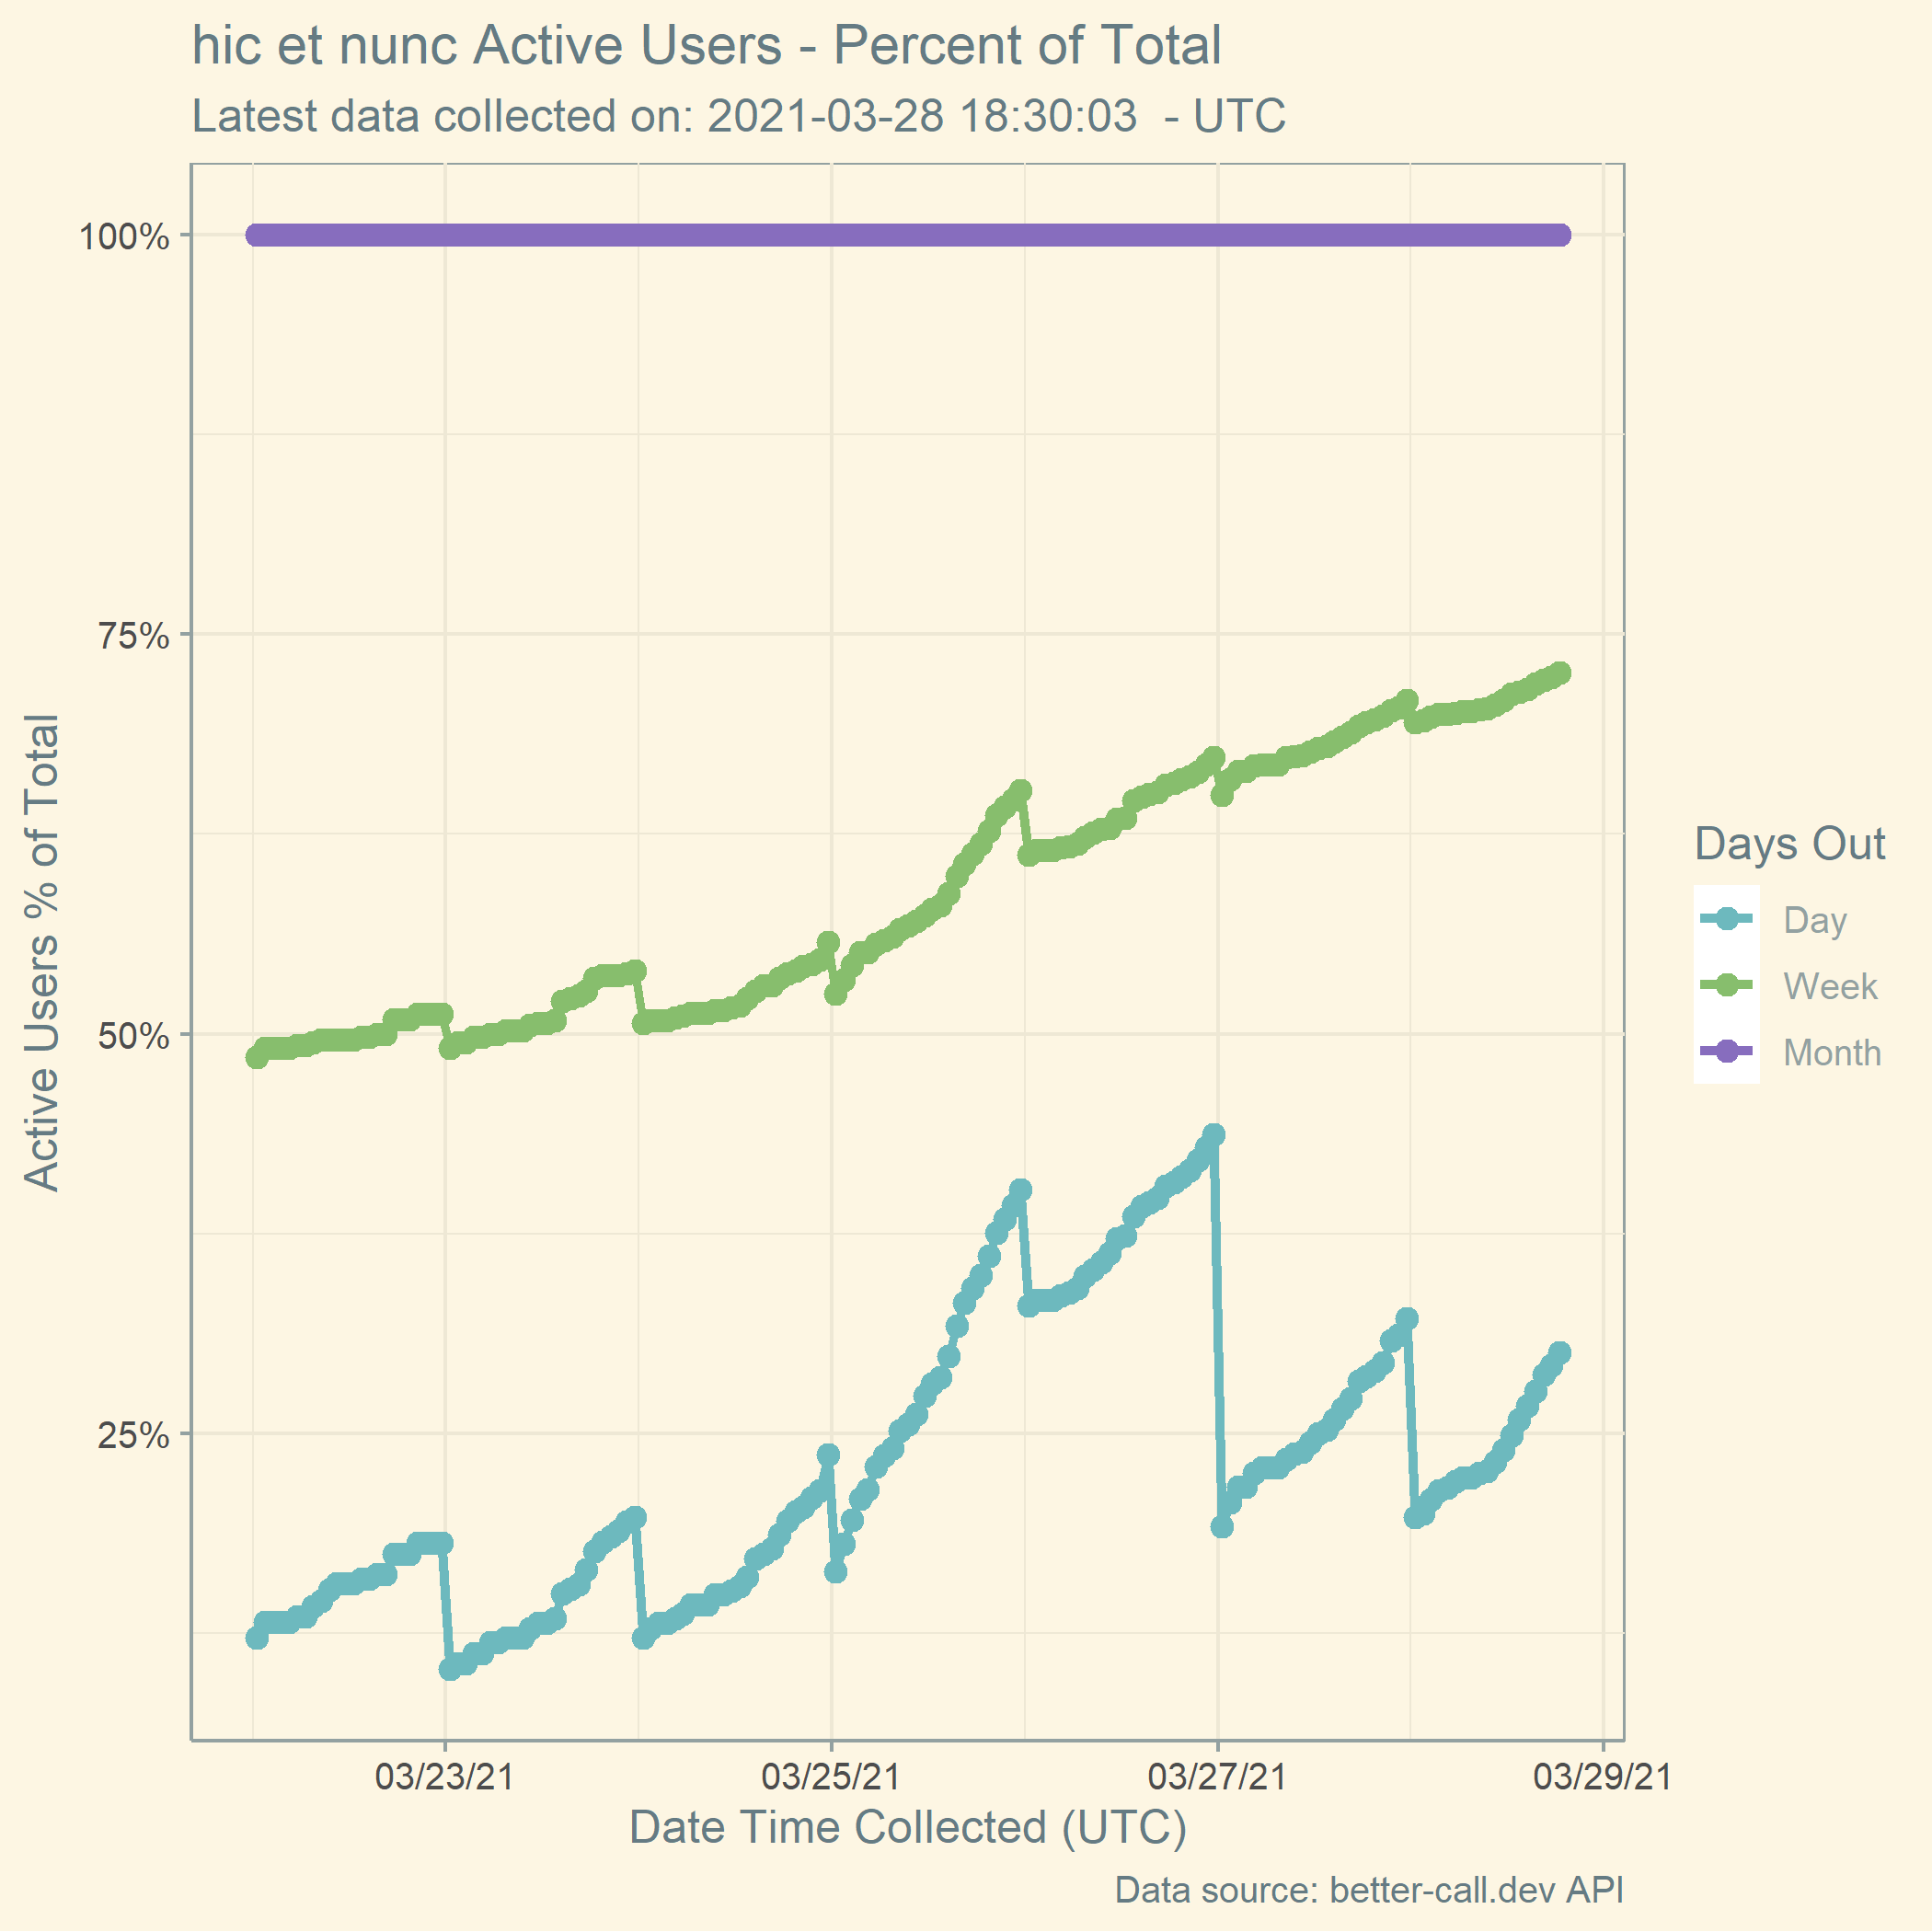 hic et nunc Active Users - Percent of Total
Latest data collected on: 2021-03-28 18:30:03  - UTC
Active Users % of Total
100%
75%
50%
25%
03/23/21
03/25/21
03/27/21
03/29/21
Date Time Collected (UTC)
Days Out
Day
Week
Month
Data source: better-call.dev API